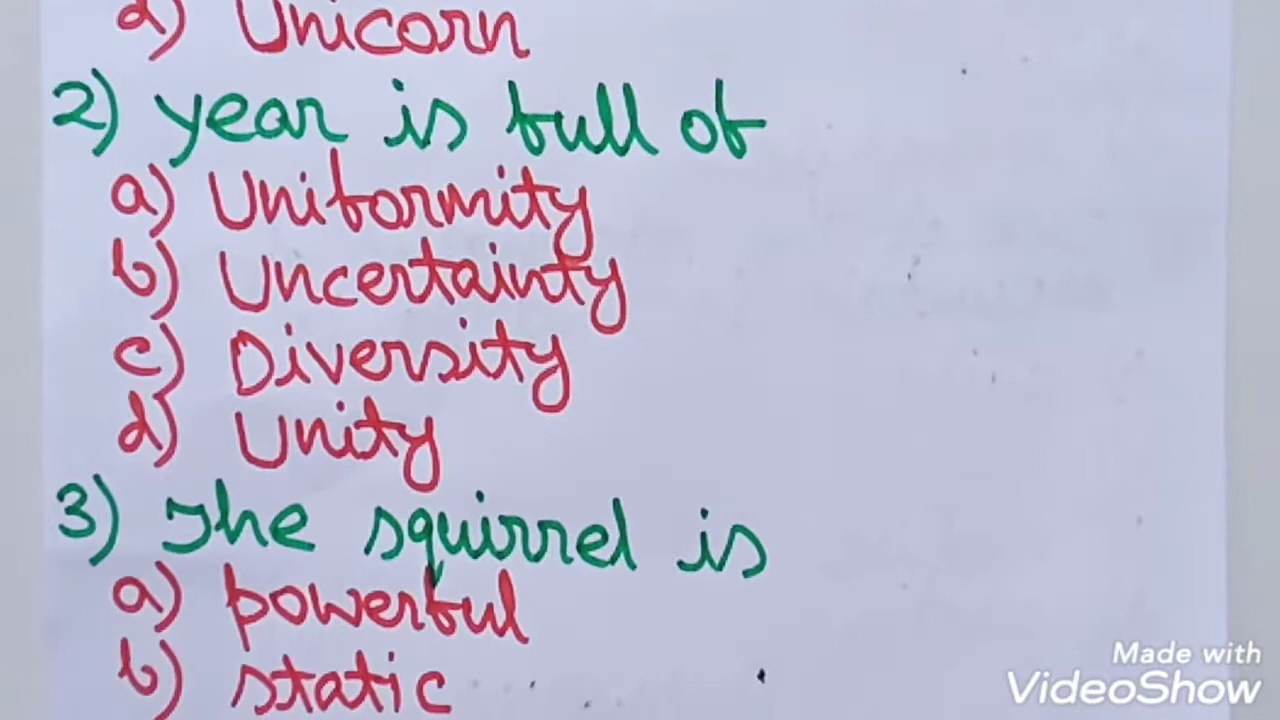 d) Unicorn
2) year is full of
a) Uniformity
b) Uncertainty
c) Diversity
d) Unity
3) The squirrel is
a) powerful
b) static
Made with
VideoShow